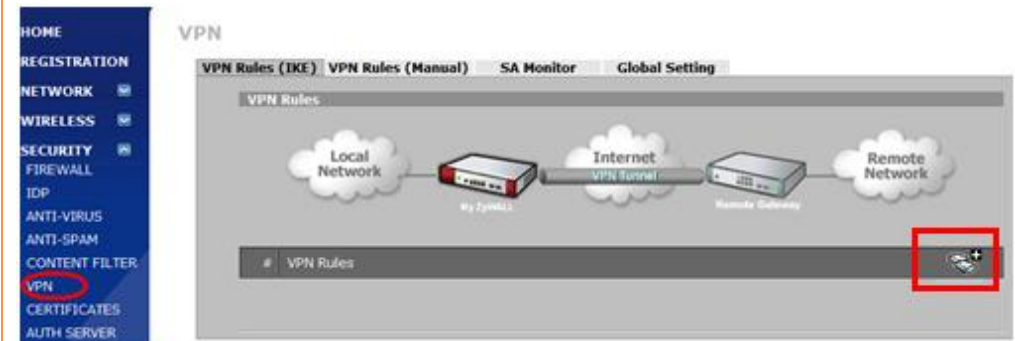 HOME
REGISTRATION
NETWORK
WIRELESS
SECURITY
FIREWALL
IDP
ANTI-VIRUS
ANTI-SPAM
CONTENT FILTER
VPN
CERTIFICATES
AUTH SERVER
VPN
VPN Rules (IKE) VPN Rules (Manual) SA Monitor Global Setting
VPN Rules
Local
Network
My ZyWALL
Internet
VPN Tunnel
Remote Gateway
Remote
Network
# VPN Rules